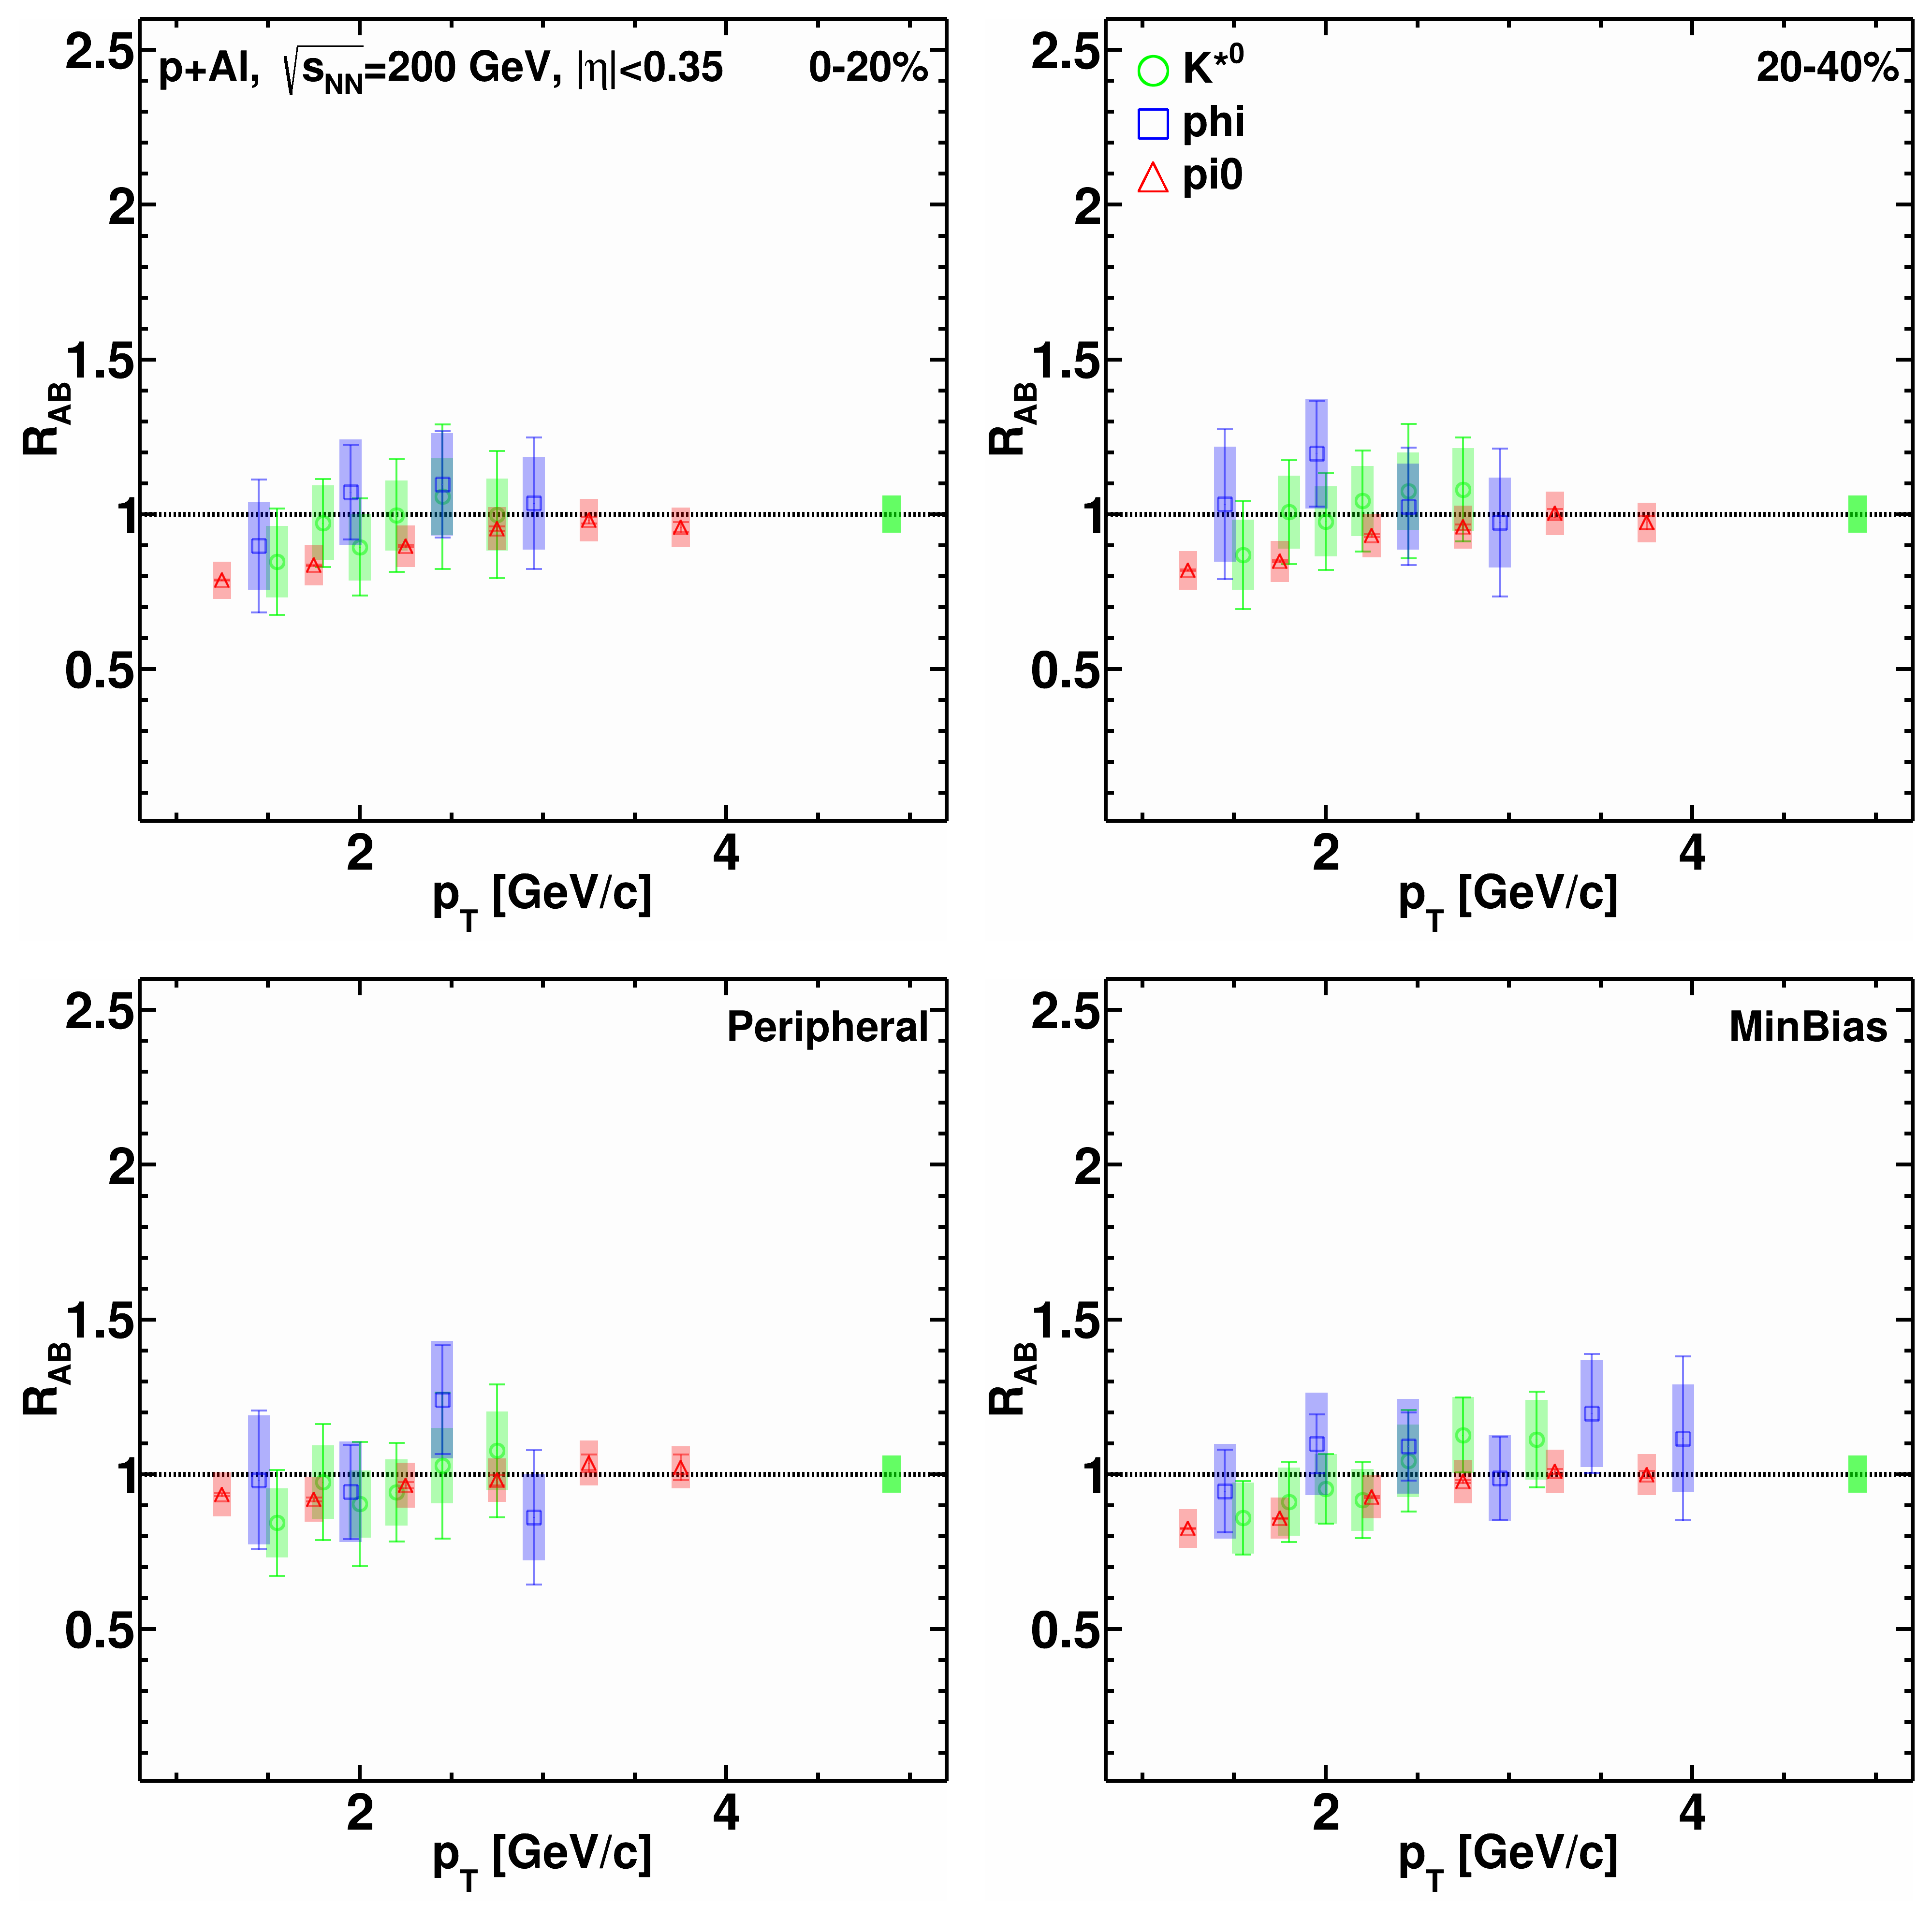 p+Al, √sNN=200 GeV, |η|<0.35 0-20%
2.5
2
1.5
1
0.5
RAB
2 4
pT [GeV/c]
K*0
phi
pi0
20-40%
2.5
2
1.5
1
0.5
RAB
2 4
pT [GeV/c]
Peripheral
2.5
2
1.5
1
0.5
RAB
2 4
pT [GeV/c]
MinBias
2.5
2
1.5
1
0.5
RAB
2 4
pT [GeV/c]